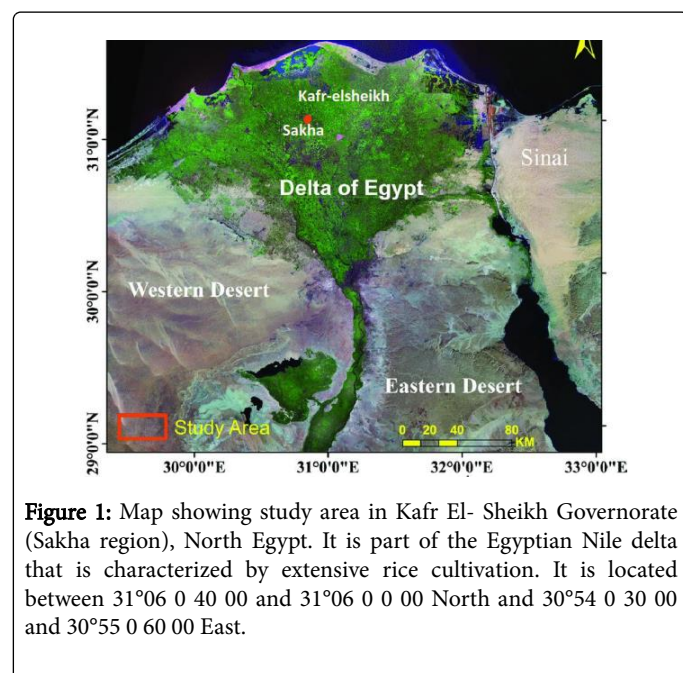 Kafr-elsheikh
Sakha
Sinai
31°0'0"N
Delta of Egypt
Western Desert
30°0'0"N
Eastern Desert
Study Area
0 20 40 80
KM
29°0'0"N
30°0'0"E 31°0'0"E 32°0'0"E 33°0'0"E
Figure 1: Map showing study area in Kafr El- Sheikh Governorate
(Sakha region), North Egypt. It is part of the Egyptian Nile delta
that is characterized by extensive rice cultivation. It is located
between 31°06 0 40 00 and 31°06 0 0 00 North and 30°54 0 30 00
and 30°55 0 60 00 East.